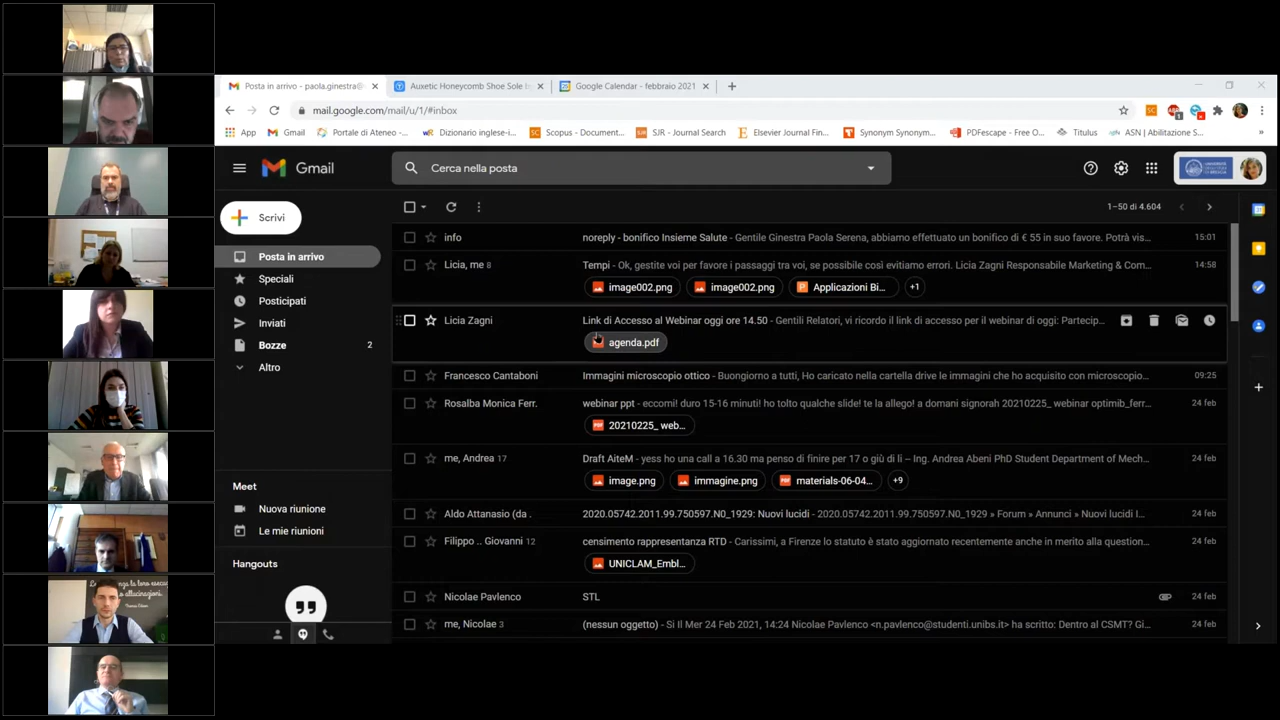 Posta in arrivo - paola.ginestra@
Auxetic Honeycomb Shoe Sole b
Google Calendar - febbraio 2021
mail.google.com/mail/u/1/#inbox
App
Gmail
Portale di Ateneo -...
Dizionario inglese-i...
Scopus - Document...
SJR - Journal Search
Elsevier Journal Fin...
Synonym Synonym...
PDFescape - Free O...
Titulus
ASN | Abilitazione S...
Gmail
Cerca nella posta
Scrivi
1–50 di 4.604
Posta in arrivo
Speciali
Posticipati
Inviati
Bozze 2
Altro
Meet
Nuova riunione
Le mie riunioni
Hangouts
info noreply - bonifico Insieme Salute - Gentile Ginestra Paola Serena, abbiamo effettuato un bonifico di € 55 in suo favore. Potrà vis... 15:01
Licia, me 8 Tempi - Ok, gestite voi per favore i passaggi tra voi, se possibile così evitiamo errori. Licia Zagni Responsabile Marketing & Com... 14:58
image002.png image002.png Applicazioni Bi... +1
Licia Zagni Link di Accesso al Webinar oggi ore 14.50 - Gentili Relatori, vi ricordo il link di accesso per il webinar di oggi: Partecip...
agenda.pdf
Francesco Cantaboni Immagini microscopio ottico - Buongiorno a tutti, Ho caricato nella cartella drive le immagini che ho acquisito con microscopio... 09:25
Rosalba Monica Ferr. webinar ppt - eccomi! duro 15-16 minuti! ho tolto qualche slide! te la allego! a domani signorah 20210225_ webinar optimib_ferr... 24 feb
20210225_ web...
me, Andrea 17 Draft AiteM - yess ho una call a 16.30 ma penso di finire per 17 o giù di li – Ing. Andrea Abeni PhD Student Department of Mech... 24 feb
image.png immagine.png materials-06-04... +9
Aldo Attanasio (da . 2020.05742.2011.99.750597.N0_1929: Nuovi lucidi - 2020.05742.2011.99.750597.N0_1929 » Forum » Annunci » Nuovi lucidi I... 24 feb
Filippo .. Giovanni 12 censimento rappresentanza RTD - Carissimi, a Firenze lo statuto è stato aggiornato recentemente anche in merito alla question... 24 feb
UNICLAM_Embl...
Nicolae Pavlenco STL 24 feb
me, Nicolae 3 (nessun oggetto) - Si Il Mer 24 Feb 2021, 14:24 Nicolae Pavlenco <n.pavlenco@studenti.unibs.it> ha scritto: Dentro al CSMT? Gi... 24 feb